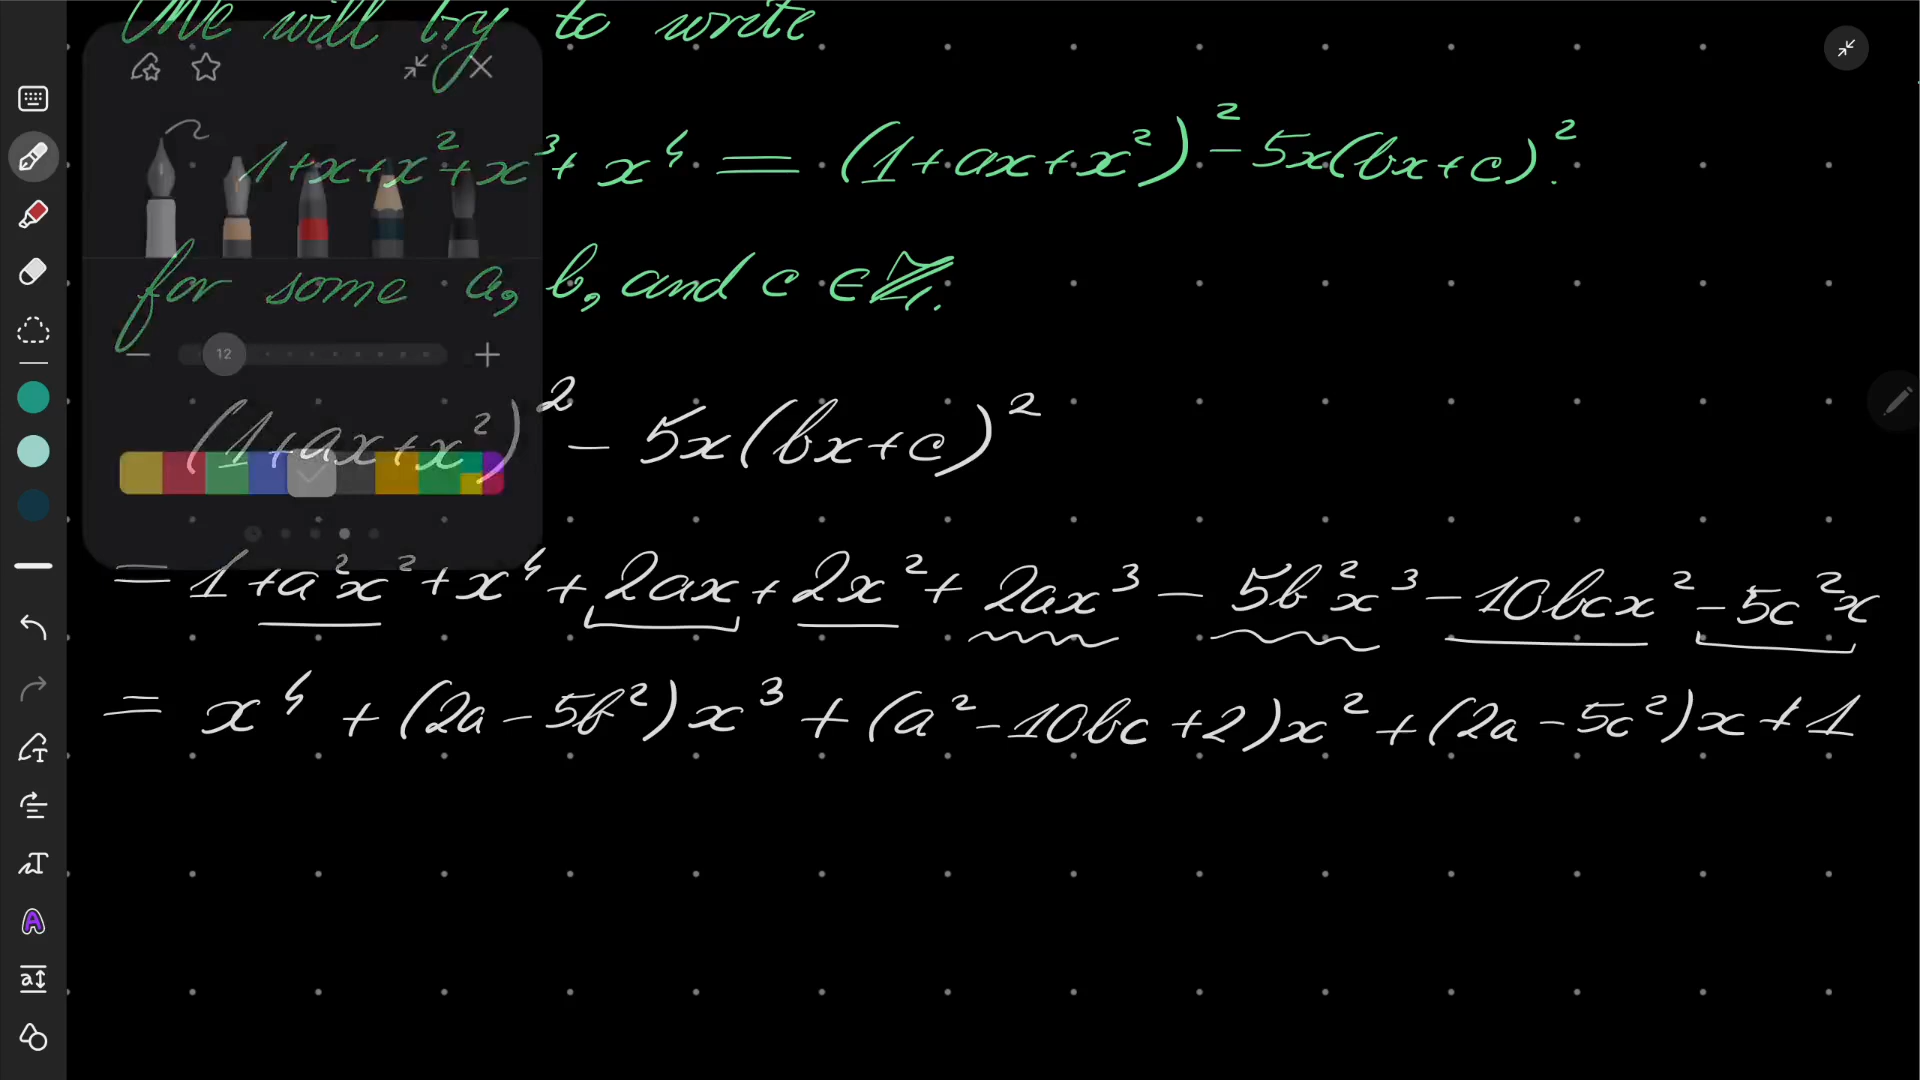 We will try to write
1+x+x²+x³+x⁴ = (1+ax+x²)² - 5x(bx+c)².
for some a, b, and c ∈ ℤ.
12
(1+ax+x²)² - 5x(bx+c)²
= 1+a²x²+x⁴+2ax+2x²+2ax³-5b²x³-10bcx²-5c²x
= x⁴+(2a-5b²)x³+(a²-10bc+2)x²+(2a-5c²)x+1